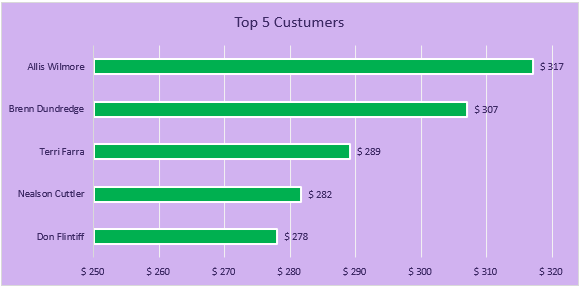 Top 5 Custumers
Allis Wilmore $ 317
Brenn Dundredge $ 307
Terri Farra $ 289
Nealson Cuttler $ 282
Don Flintiff $ 278
$ 250 $ 260 $ 270 $ 280 $ 290 $ 300 $ 310 $ 320